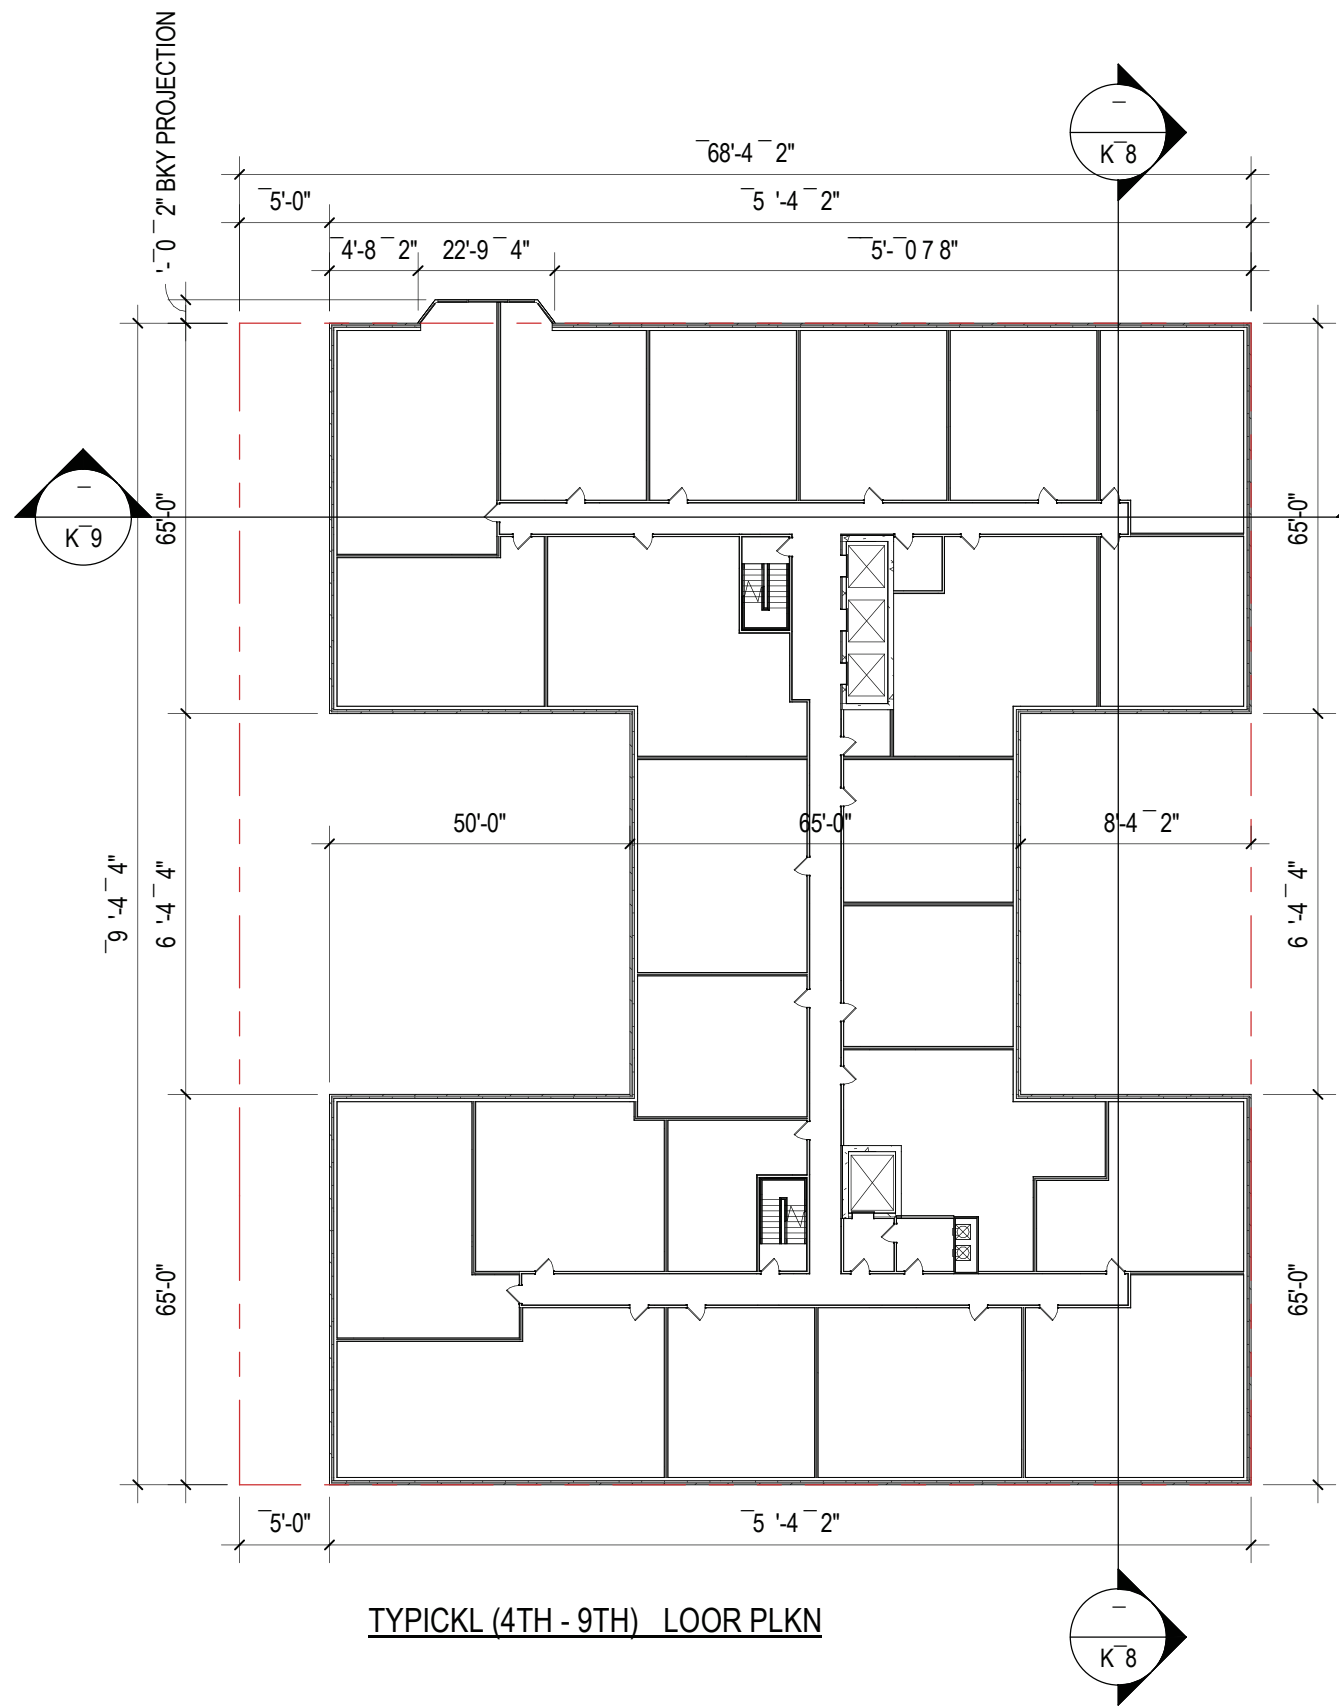 '-¯0 ¯ 2" BKY PROJECTION
¯
K ¯8
¯68'-4 ¯ 2"
¯5'-0"
¯5 '-4 ¯ 2"
¯4'-8 ¯ 2"
22'-9 ¯ 4"
¯¯5'-¯0 7 8"
¯
K ¯9
65'-0"
65'-0"
50'-0"
65'-0"
8'-4 ¯ 2"
¯9 '-4 ¯ 4"
6 '-4 ¯ 4"
6 '-4 ¯ 4"
65'-0"
65'-0"
¯5'-0"
¯5 '-4 ¯ 2"
TYPICKL (4TH - 9TH) LOOR PLKN
¯
K ¯8